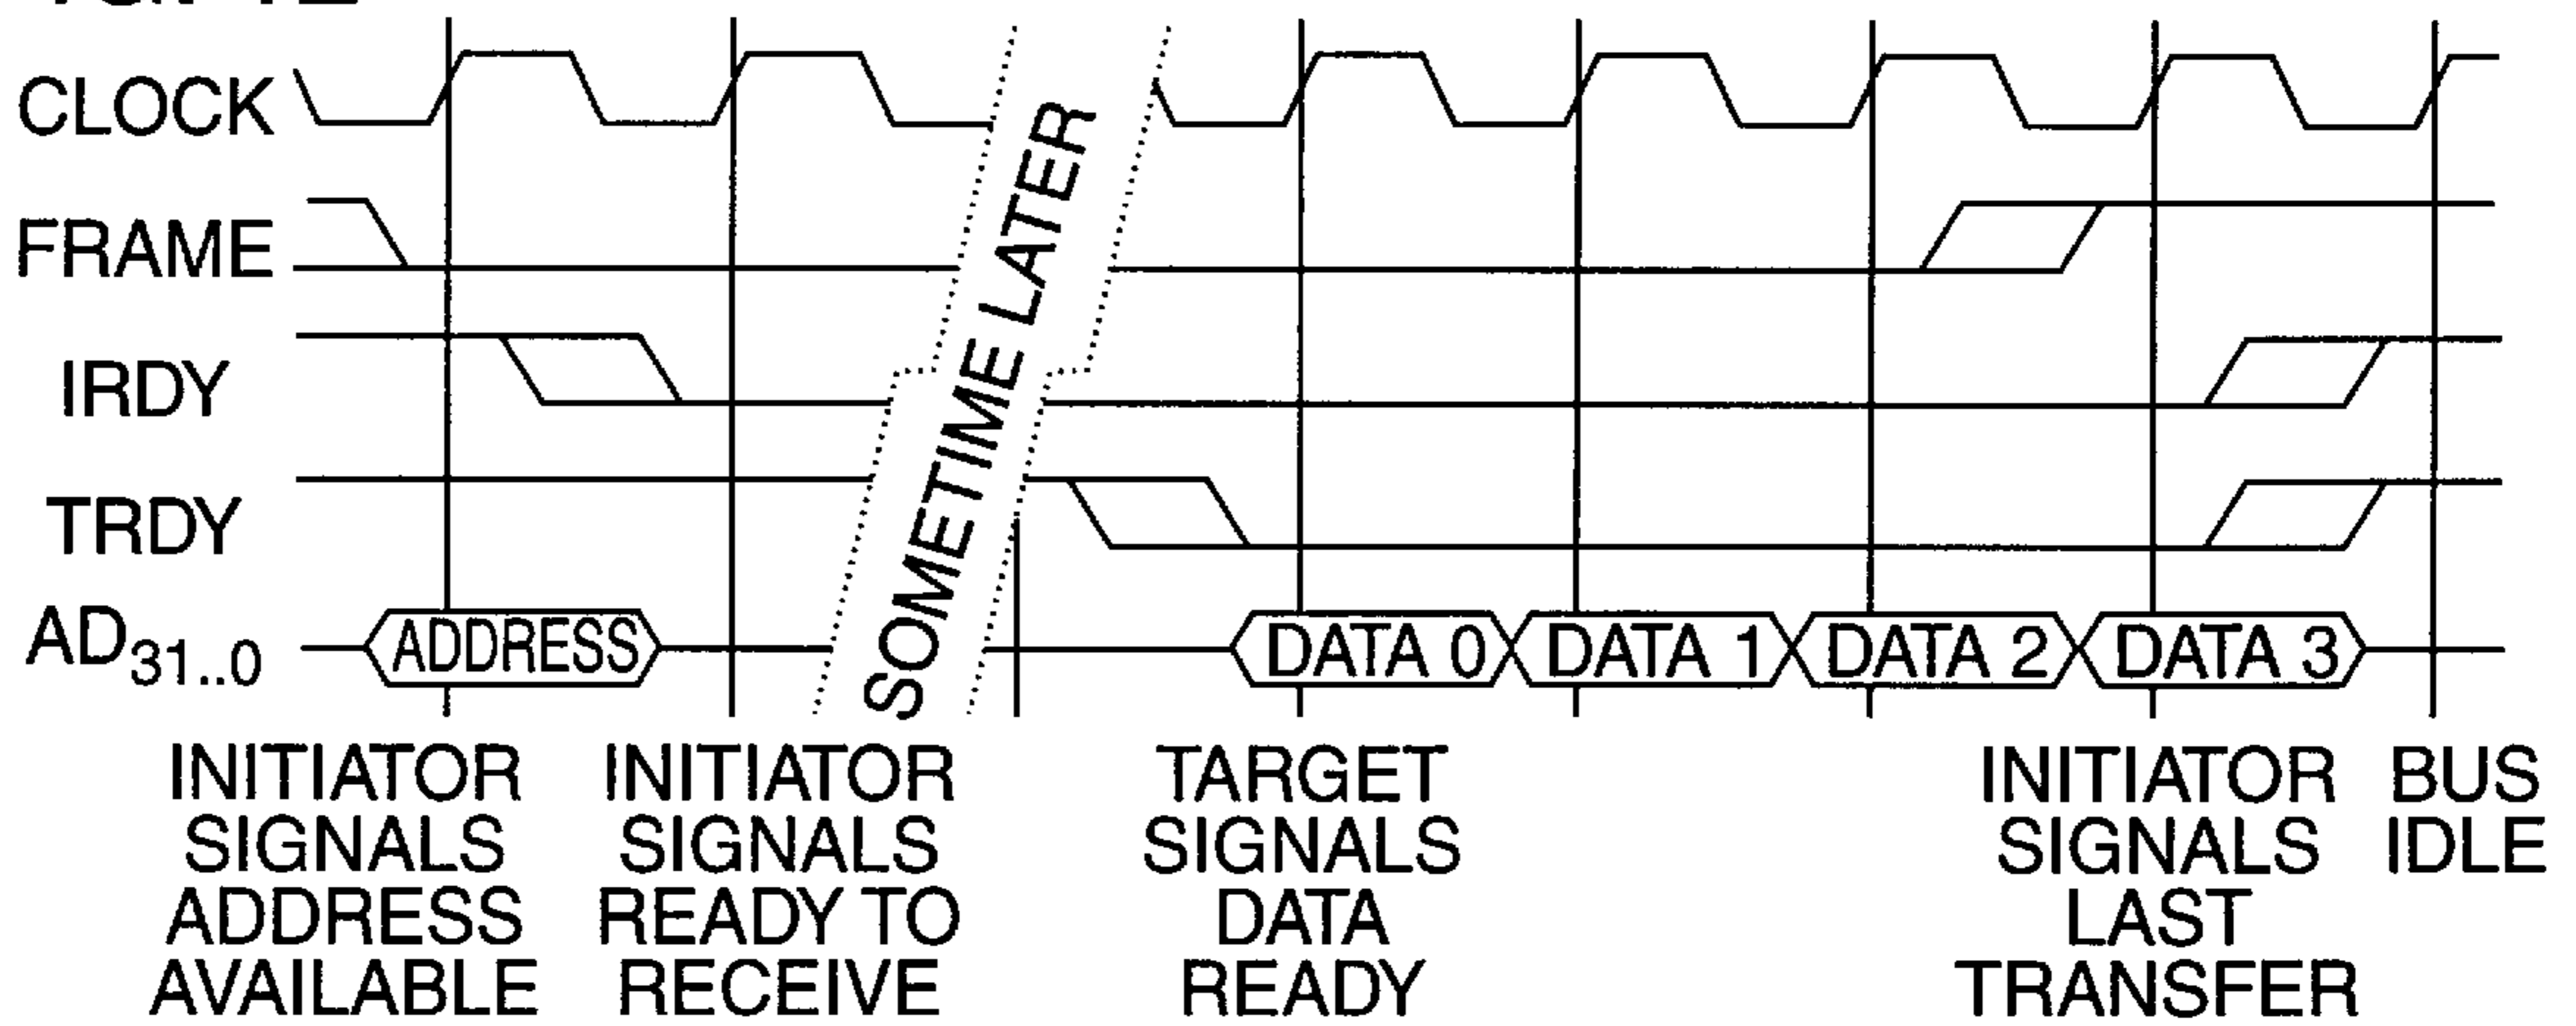 CLOCK
FRAME
IRDY
TRDY
AD31..0
SOMETIME LATER
ADDRESS
DATA 0
DATA 1
DATA 2
DATA 3
INITIATOR
SIGNALS
ADDRESS
AVAILABLE
INITIATOR
SIGNALS
READY TO
RECEIVE
TARGET
SIGNALS
DATA
READY
INITIATOR
SIGNALS
LAST
TRANSFER
BUS
IDLE